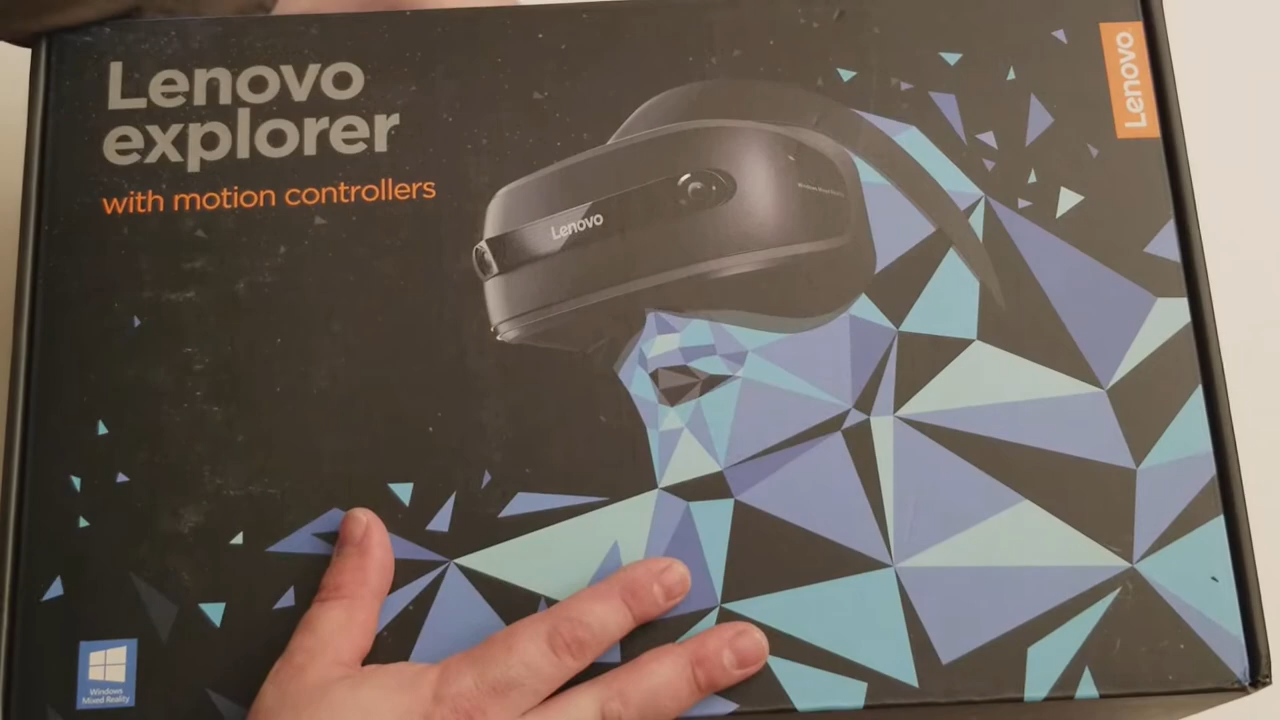 Lenovo
explorer
with motion controllers
Lenovo
Lenovo
Windows
Mixed Reality